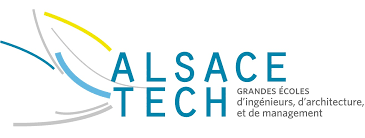 ALSACE
TECH
GRANDES ÉCOLES
d'ingénieurs, d'architecture,
et de management